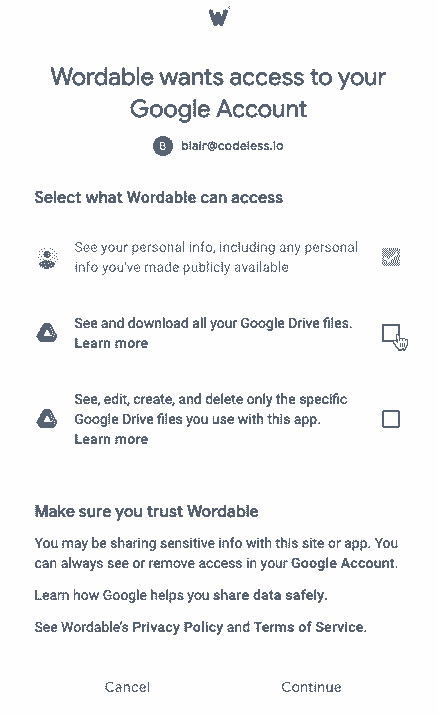 W
Wordable wants access to your
Google Account
B blair@codeless.io
Select what Wordable can access
See your personal info, including any personal
info you've made publicly available
See and download all your Google Drive files.
Learn more
See, edit, create, and delete only the specific
Google Drive files you use with this app.
Learn more
Make sure you trust Wordable
You may be sharing sensitive info with this site or app. You
can always see or remove access in your Google Account.
Learn how Google helps you share data safely.
See Wordable's Privacy Policy and Terms of Service.
Cancel Continue